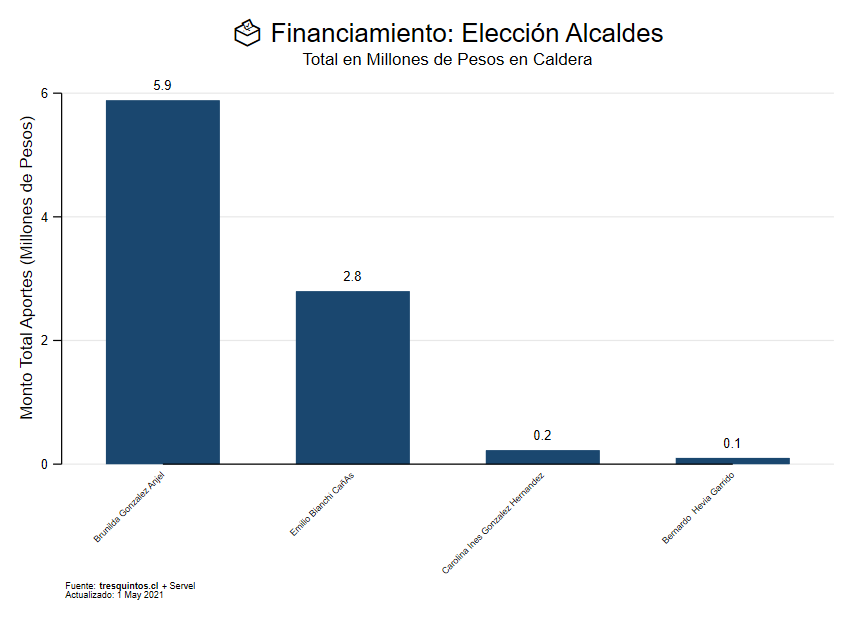 Financiamiento: Elección Alcaldes
Total en Millones de Pesos en Caldera
Monto Total Aportes (Millones de Pesos)
6
4
2
0
5.9
2.8
0.2
0.1
Brunilda Gonzalez Anjel
Emilio Bianchi CañAs
Carolina Ines Gonzalez Hernandez
Bernardo Hevia Garrido
Fuente: tresquintos.cl + Servel
Actualizado: 1 May 2021